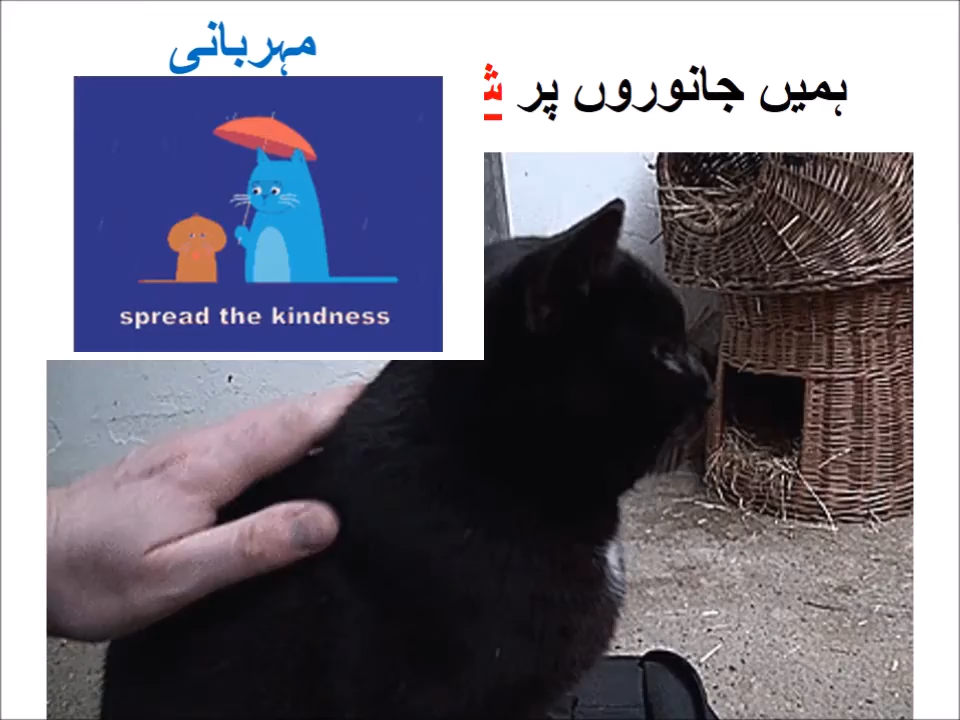 مہربانی
ہمیں جانوروں پر
spread the kindness